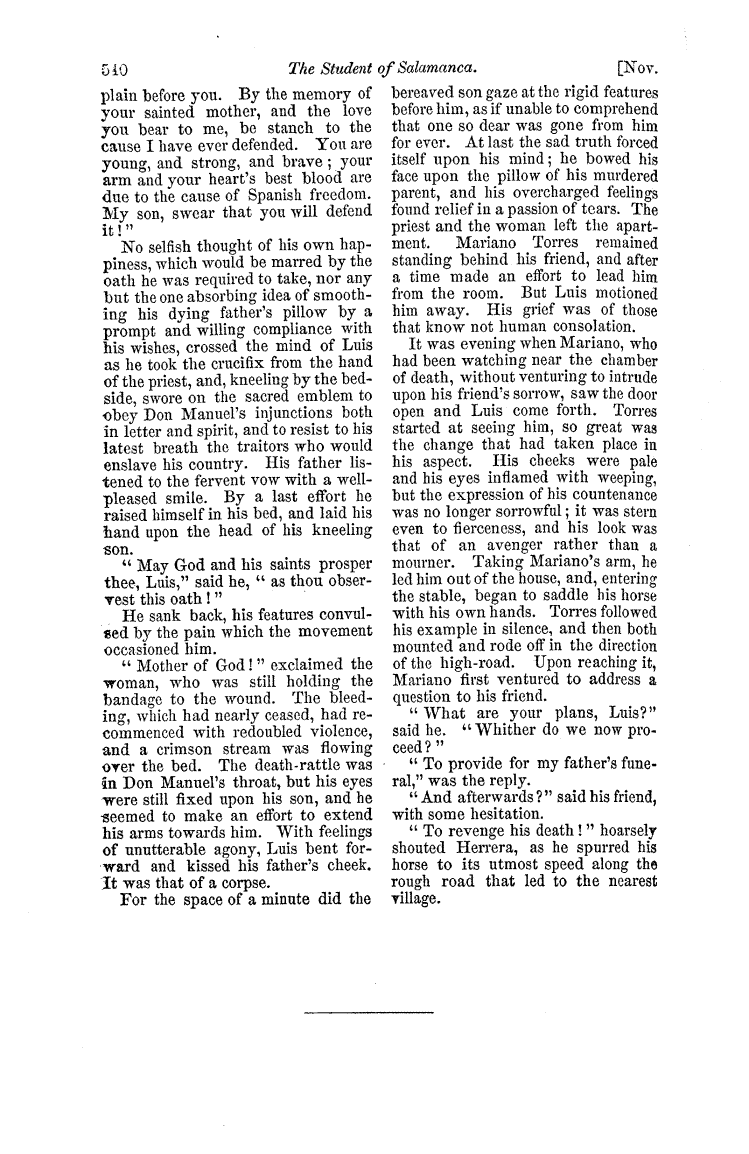 540 The Student of Salamanca. [Nov.
plain before you. By the memory of
your sainted mother, and the love
you bear to me, be stanch to the
cause I have ever defended. You are
young, and strong, and brave; your
arm and your heart's best blood are
due to the cause of Spanish freedom.
My son, swear that you will defend
it!"
No selfish thought of his own hap-
piness, which would be marred by the
oath he was required to take, nor any
but the one absorbing idea of smooth-
ing his dying father's pillow by a
prompt and willing compliance with
his wishes, crossed the mind of Luis
as he took the crucifix from the hand
of the priest, and, kneeling by the bed-
side, swore on the sacred emblem to
obey Don Manuel's injunctions both
in letter and spirit, and to resist to his
latest breath the traitors who would
enslave his country. His father lis-
tened to the fervent vow with a well-
pleased smile. By a last effort he
raised himself in his bed, and laid his
hand upon the head of his kneeling
son.
"May God and his saints prosper
thee, Luis," said he, "as thou obser-
vest this oath!"
He sank back, his features convul-
sed by the pain which the movement
occasioned him.
"Mother of God!" exclaimed the
woman, who was still holding the
bandage to the wound. The bleed-
ing, which had nearly ceased, had re-
commenced with redoubled violence,
and a crimson stream was flowing
over the bed. The death-rattle was
in Don Manuel's throat, but his eyes
were still fixed upon his son, and he
seemed to make an effort to extend
his arms towards him. With feelings
of unutterable agony, Luis bent for-
ward and kissed his father's cheek.
It was that of a corpse.
For the space of a minute did the
bereaved son gaze at the rigid features
before him, as if unable to comprehend
that one so dear was gone from him
for ever. At last the sad truth forced
itself upon his mind; he bowed his
face upon the pillow of his murdered
parent, and his overcharged feelings
found relief in a passion of tears. The
priest and the woman left the apart-
ment. Mariano Torres remained
standing behind his friend, and after
a time made an effort to lead him
from the room. But Luis motioned
him away. His grief was of those
that know not human consolation.
It was evening when Mariano, who
had been watching near the chamber
of death, without venturing to intrude
upon his friend's sorrow, saw the door
open and Luis come forth. Torres
started at seeing him, so great was
the change that had taken place in
his aspect. His cheeks were pale
and his eyes inflamed with weeping,
but the expression of his countenance
was no longer sorrowful; it was stern
even to fierceness, and his look was
that of an avenger rather than a
mourner. Taking Mariano's arm, he
led him out of the house, and, entering
the stable, began to saddle his horse
with his own hands. Torres followed
his example in silence, and then both
mounted and rode off in the direction
of the high-road. Upon reaching it,
Mariano first ventured to address a
question to his friend.
"What are your plans, Luis?"
said he. "Whither do we now pro-
ceed?"
"To provide for my father's fune-
ral," was the reply.
"And afterwards?" said his friend,
with some hesitation.
"To revenge his death!" hoarsely
shouted Herrera, as he spurred his
horse to its utmost speed along the
rough road that led to the nearest
village.